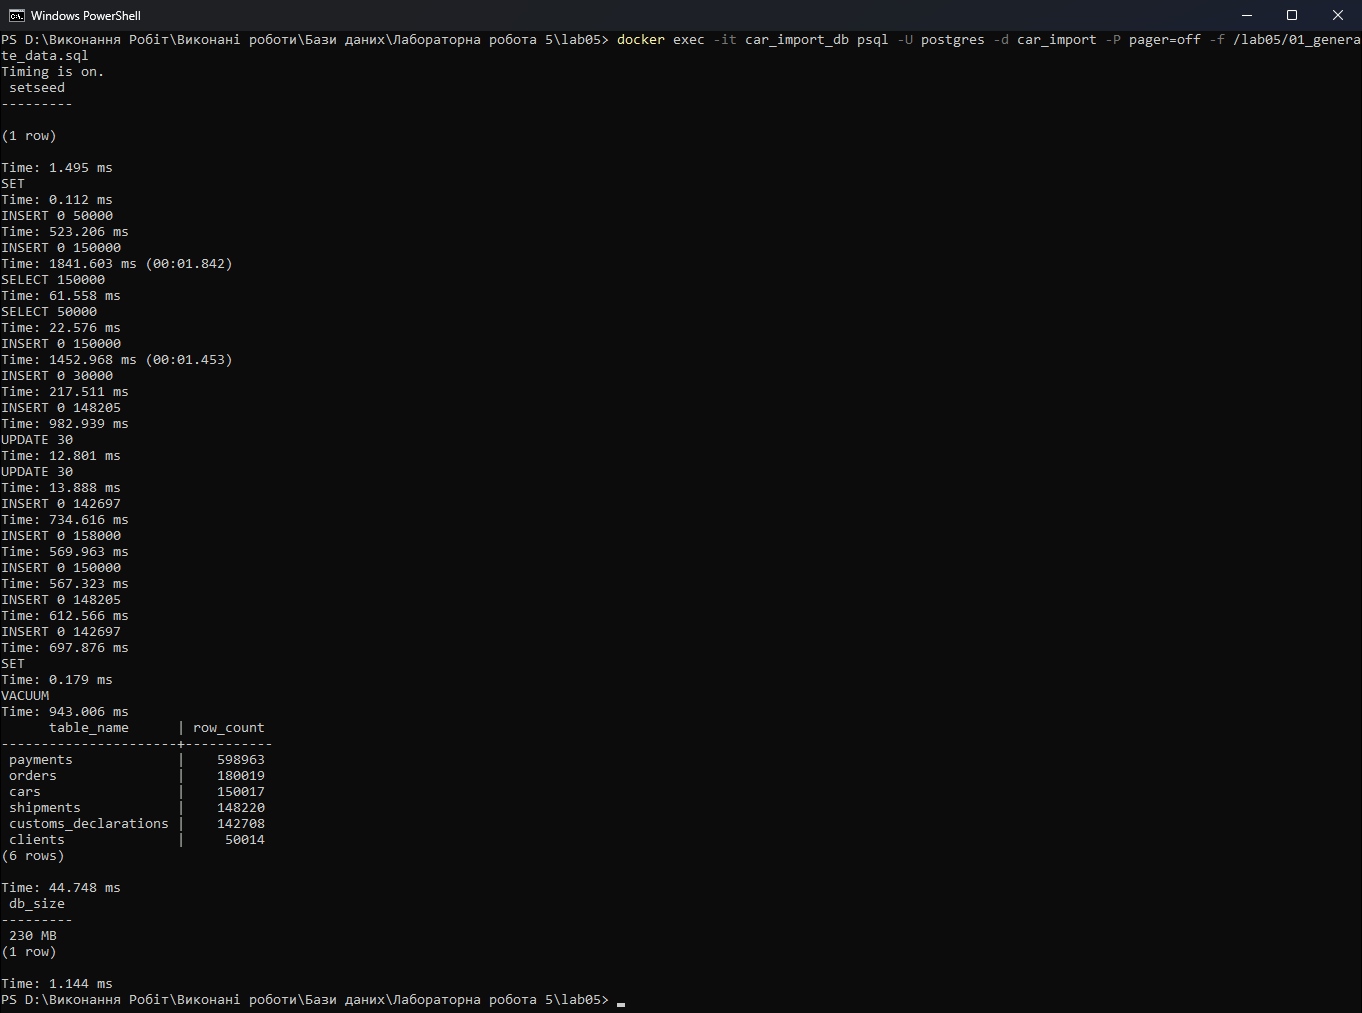 Windows PowerShell
PS D:\Виконання Робіт\Виконані роботи\Бази даних\Лабораторна робота 5\lab05> docker exec -it car_import_db psql -U postgres -d car_import -P pager=off -f /lab05/01_genera
te_data.sql
Timing is on.
 setseed
---------

(1 row)

Time: 1.495 ms
SET
Time: 0.112 ms
INSERT 0 50000
Time: 523.206 ms
INSERT 0 150000
Time: 1841.603 ms (00:01.842)
SELECT 150000
Time: 61.558 ms
SELECT 50000
Time: 22.576 ms
INSERT 0 150000
Time: 1452.968 ms (00:01.453)
INSERT 0 30000
Time: 217.511 ms
INSERT 0 148205
Time: 982.939 ms
UPDATE 30
Time: 12.801 ms
UPDATE 30
Time: 13.888 ms
INSERT 0 142697
Time: 734.616 ms
INSERT 0 158000
Time: 569.963 ms
INSERT 0 150000
Time: 567.323 ms
INSERT 0 148205
Time: 612.566 ms
INSERT 0 142697
Time: 697.876 ms
SET
Time: 0.179 ms
VACUUM
Time: 943.006 ms
      table_name      | row_count
----------------------+-----------
 payments             |    598963
 orders               |    180019
 cars                 |    150017
 shipments            |    148220
 customs_declarations |    142708
 clients              |     50014
(6 rows)

Time: 44.748 ms
 db_size
---------
 230 MB
(1 row)

Time: 1.144 ms
PS D:\Виконання Робіт\Виконані роботи\Бази даних\Лабораторна робота 5\lab05>